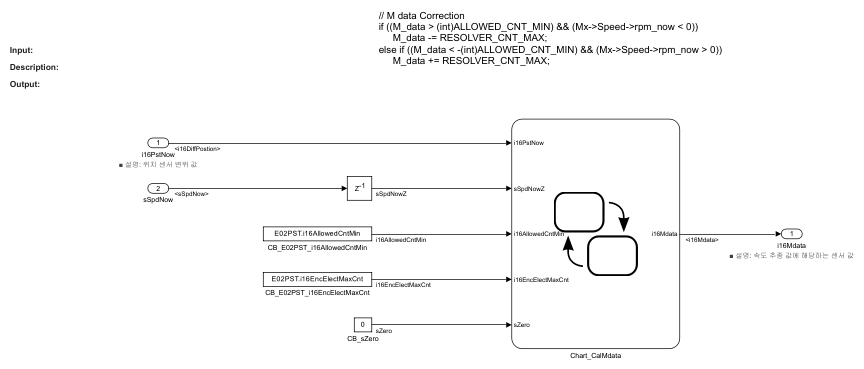 // M data Correction
if ((M_data > (int)ALLOWED_CNT_MIN) && (Mx->Speed->rpm_now < 0))
M_data -= RESOLVER_CNT_MAX;
else if ((M_data < -(int)ALLOWED_CNT_MIN) && (Mx->Speed->rpm_now > 0))
M_data += RESOLVER_CNT_MAX;
Input:
Description:
Output:
1
<i16DiffPostion>
i16PstNow
■ 설명: 위치 센서 변위 값
i16PstNow
2
<sSpdNow>
sSpdNow
z-1
sSpdNowZ
sSpdNowZ
E02PST.i16AllowedCntMin
i16AllowedCntMin
CB_E02PST_i16AllowedCntMin
i16AllowedCntMin
E02PST.i16EncElectMaxCnt
i16EncElectMaxCnt
CB_E02PST_i16EncElectMaxCnt
i16EncElectMaxCnt
0
sZero
CB_sZero
sZero
i16Mdata
<i16Mdata>
1
i16Mdata
■ 설명: 속도 추종 값에 해당하는 센서 값
Chart_CalMdata